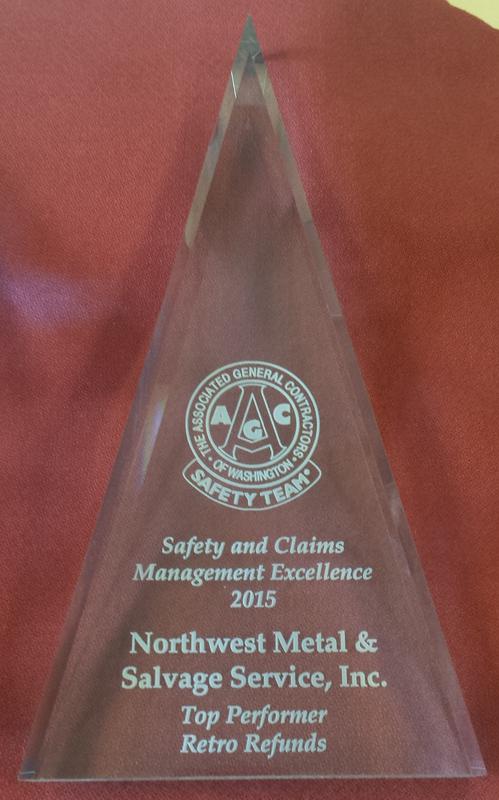 THE ASSOCIATED GENERAL CONTRACTORS
AGC
• OF WASHINGTON •
SAFETY TEAM
Safety and Claims
Management Excellence
2015
Northwest Metal &
Salvage Service, Inc.
Top Performer
Retro Refunds